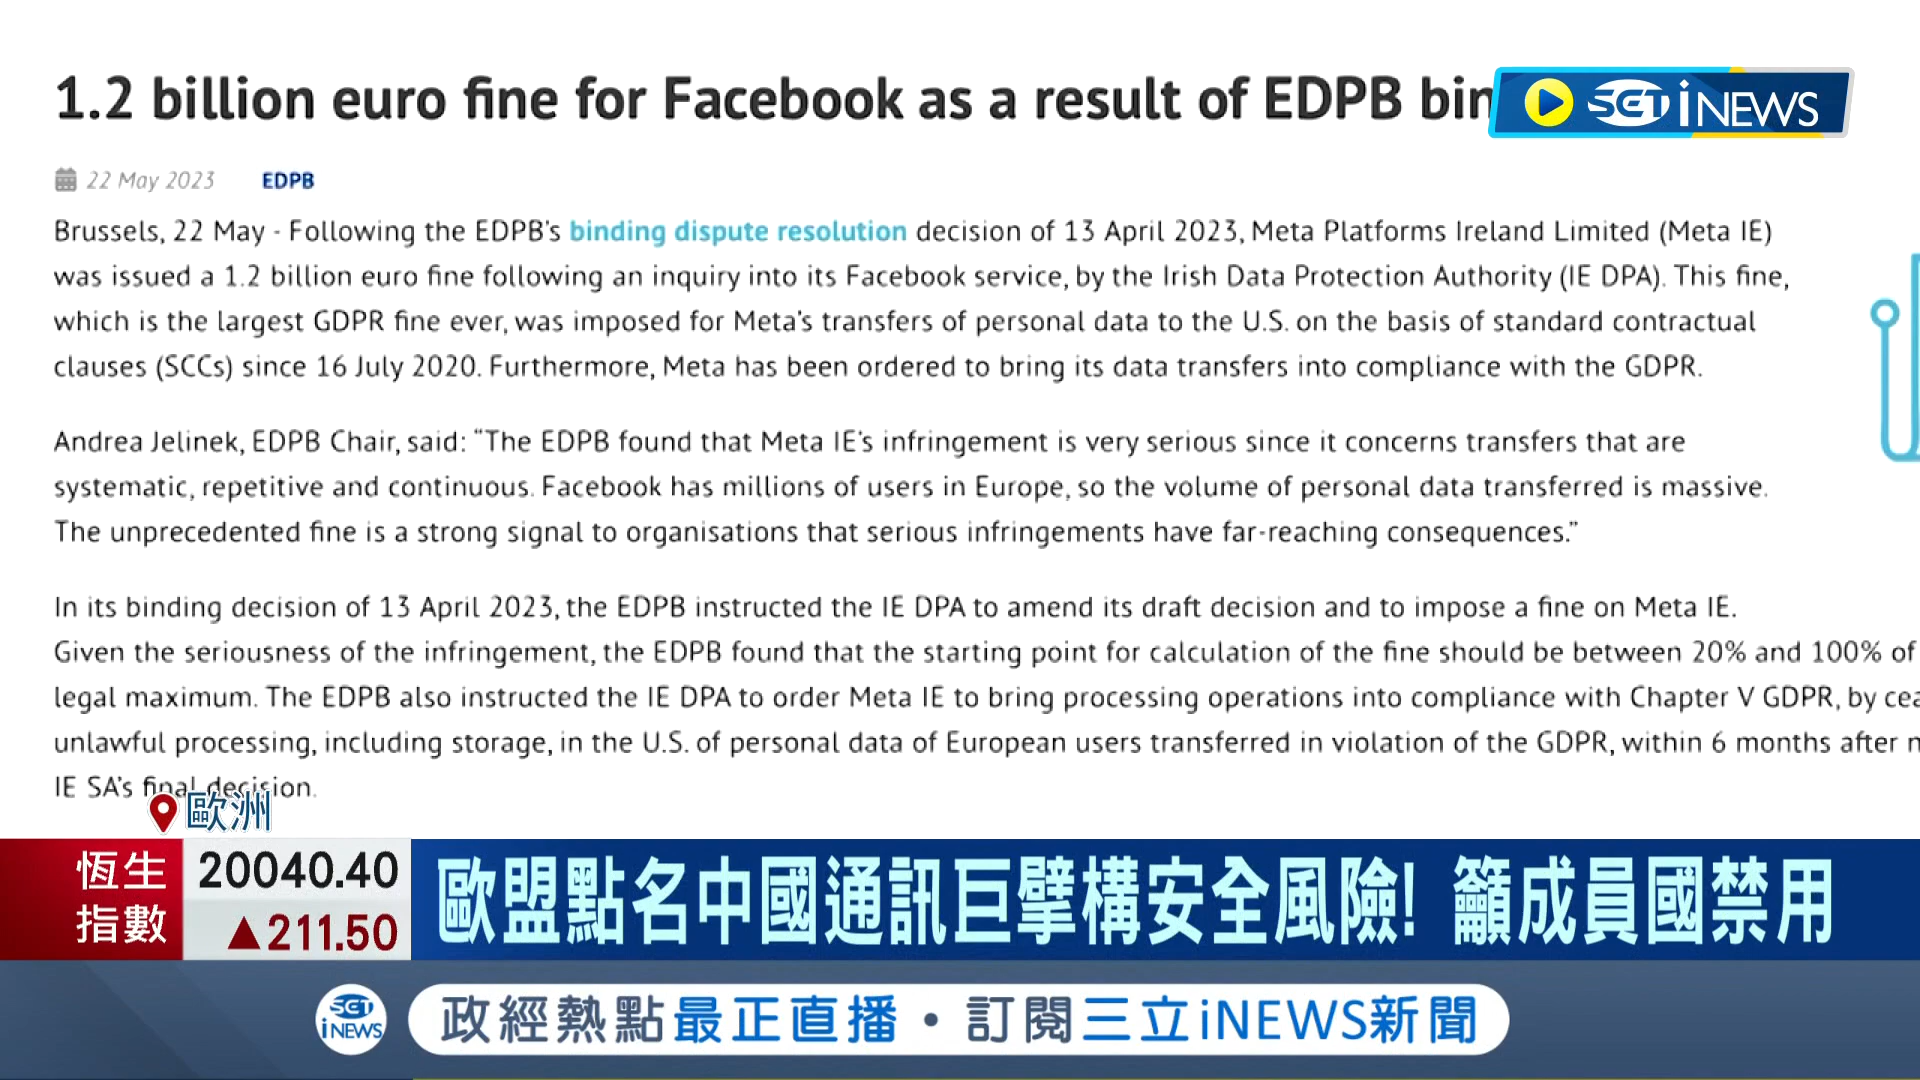 1.2 billion euro fine for Facebook as a result of EDPB bin
SET iNEWS
22 May 2023 EDPB
Brussels, 22 May - Following the EDPB's binding dispute resolution decision of 13 April 2023, Meta Platforms Ireland Limited (Meta IE)
was issued a 1.2 billion euro fine following an inquiry into its Facebook service, by the Irish Data Protection Authority (IE DPA). This fine,
which is the largest GDPR fine ever, was imposed for Meta's transfers of personal data to the U.S. on the basis of standard contractual
clauses (SCCs) since 16 July 2020. Furthermore, Meta has been ordered to bring its data transfers into compliance with the GDPR.
Andrea Jelinek, EDPB Chair, said: “The EDPB found that Meta IE's infringement is very serious since it concerns transfers that are
systematic, repetitive and continuous. Facebook has millions of users in Europe, so the volume of personal data transferred is massive.
The unprecedented fine is a strong signal to organisations that serious infringements have far-reaching consequences.”
In its binding decision of 13 April 2023, the EDPB instructed the IE DPA to amend its draft decision and to impose a fine on Meta IE.
Given the seriousness of the infringement, the EDPB found that the starting point for calculation of the fine should be between 20% and 100% of
legal maximum. The EDPB also instructed the IE DPA to order Meta IE to bring processing operations into compliance with Chapter V GDPR, by cea
unlawful processing, including storage, in the U.S. of personal data of European users transferred in violation of the GDPR, within 6 months after
IE SA's final decision.
歐洲
恆生
指數
20040.40
▲211.50
歐盟點名中國通訊巨擘構安全風險! 籲成員國禁用
SET iNEWS
政經熱點最正直播・訂閱三立iNEWS新聞